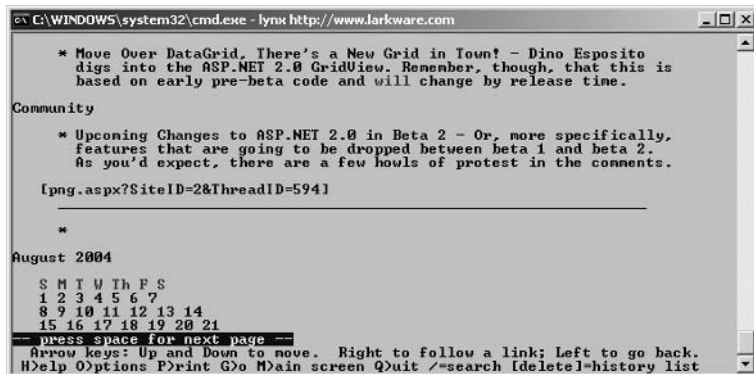 C:\WINDOWS\system32\cmd.exe - lynx http://www.larkware.com
* Move Over DataGrid, There's a New Grid in Town! - Dino Esposito
digs into the ASP.NET 2.0 GridView. Remember, though, that this is
based on early pre-beta code and will change by release time.
Community
* Upcoming Changes to ASP.NET 2.0 in Beta 2 - Or, more specifically,
features that are going to be dropped between beta 1 and beta 2.
As you'd expect, there are a few howls of protest in the comments.
[png.aspx?SiteID=2&ThreadID=594]
*
August 2004
S M T W Th F S
1 2 3 4 5 6 7
8 9 10 11 12 13 14
15 16 17 18 19 20 21
-- press space for next page --
Arrow keys: Up and Down to move. Right to follow a link; Left to go back.
H)elp O)ptions P)rint G)o M)ain screen Q)uit /=search [delete]=history list